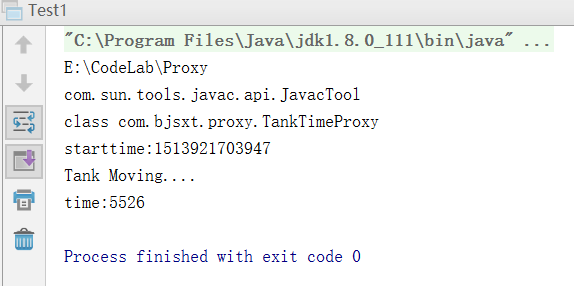 Test1
"C:\Program Files\Java\jdk1.8.0_111\bin\java" ...
E:\CodeLab\Proxy
com.sun.tools.javac.api.JavacTool
class com.bjsxt.proxy.TankTimeProxy
starttime:1513921703947
Tank Moving....
time:5526
Process finished with exit code 0